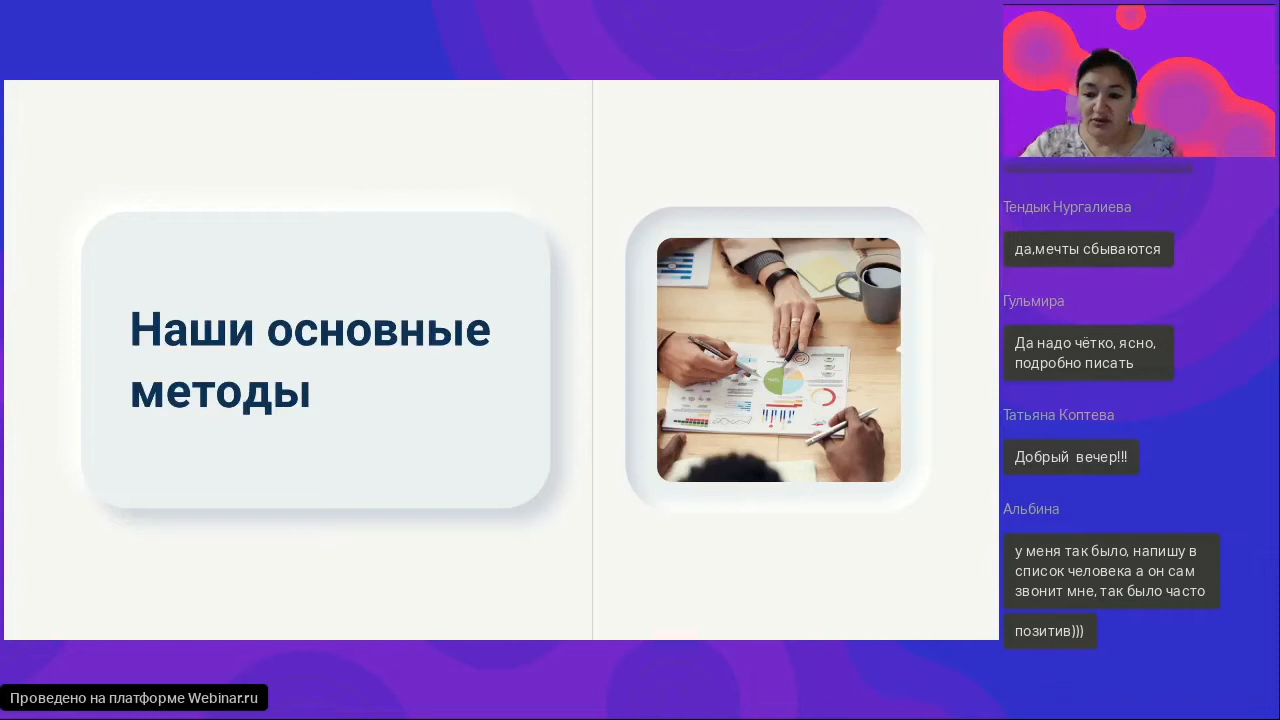 Наши основные
методы
Тендык Нургалиева
да,мечты сбываются
Гульмира
Да надо чётко, ясно,
подробно писать
Татьяна Коптева
Добрый  вечер!!!
Альбина
у меня так было, напишу в
список человека а он сам
звонит мне, так было часто
позитив)))
Проведено на платформе Webinar.ru